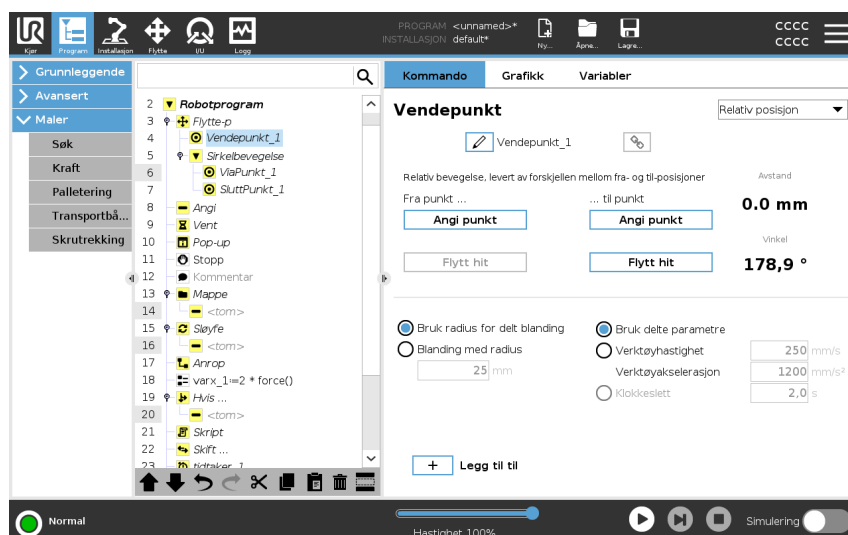 Kjør
Program
Installasjon
Flytte
I/U
Logg
PROGRAM <unnamed>*
INSTALLASJON default*
Ny...
Åpne...
Lagre...
CCCC
CCCC
Grunnleggende
Avansert
Maler
Søk
Kraft
Palletering
Transportbå...
Skrutrekking
2 Robotprogram
3 Flytte-p
4 Vendepunkt_1
5 Sirkelbevegelse
6 ViaPunkt_1
7 SluttPunkt_1
8 Angi
9 Vent
10 Pop-up
11 Stopp
12 Kommentar
13 Mappe
14 <tom>
15 Sløyfe
16 <tom>
17 Anrop
18 varx_1≔2 * force()
19 Hvis ...
20 <tom>
21 Skript
22 Skift ...
23 tidtaker_1
Kommando
Grafikk
Variabler
Vendepunkt
Relativ posisjon
Vendepunkt_1
Relativ bevegelse, levert av forskjellen mellom fra- og til-posisjoner
Avstand
Fra punkt ...
... til punkt
0.0 mm
Angi punkt
Angi punkt
Vinkel
Flytt hit
Flytt hit
178,9 °
Bruk radius for delt blanding
Bruk delte parametre
Blanding med radius
Verktøyhastighet
250 mm/s
25 mm
Verktøyakselerasjon
1200 mm/s²
Klokkeslett
2,0 s
+ Legg til til
Normal
Hastighet 100%
Simulering